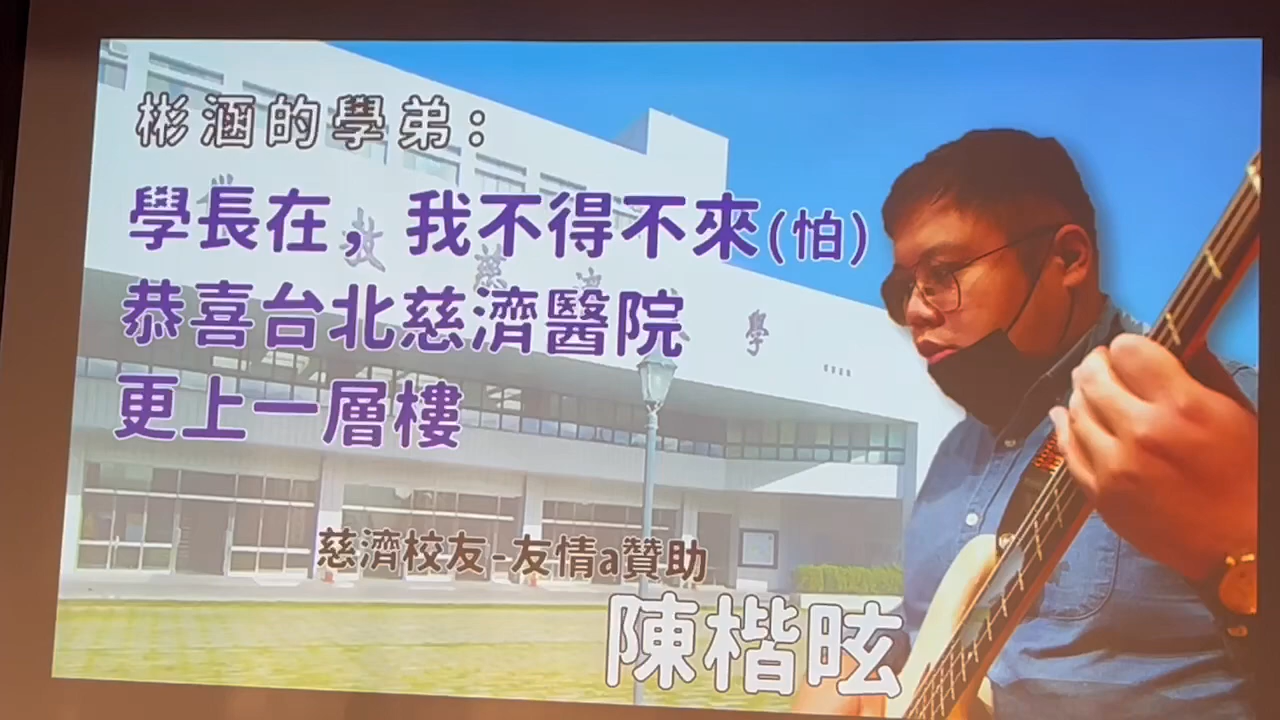 彬涵的學弟：
學長在，我不得不來(怕)
恭喜台北慈濟醫院
更上一層樓
慈濟校友-友情a贊助
陳楷昡